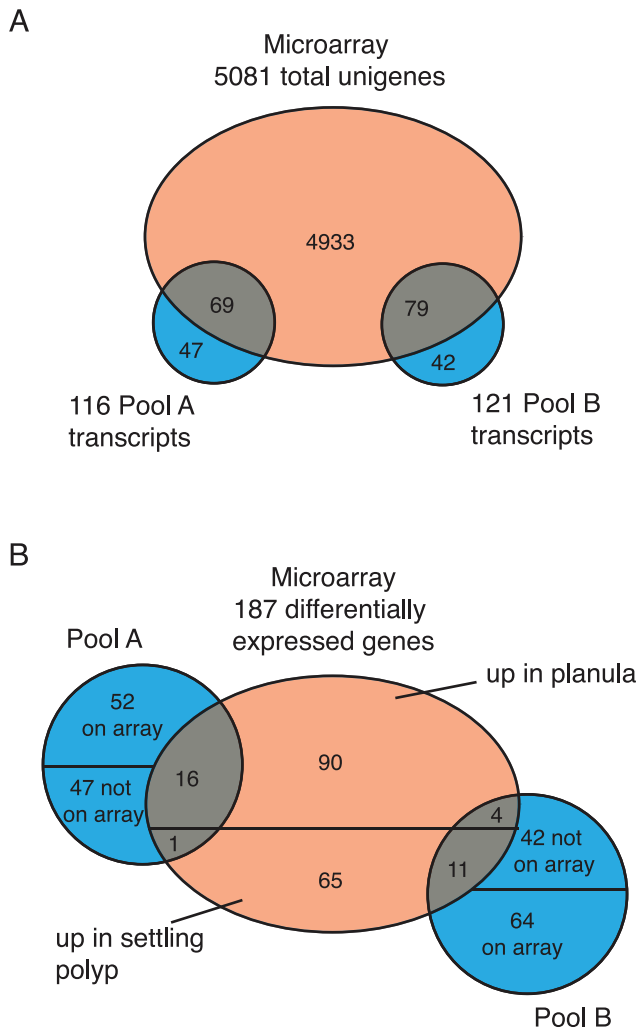 A
Microarray
5081 total unigenes
4933
69
79
47
42
116 Pool A
transcripts
121 Pool B
transcripts
B
Microarray
187 differentially
expressed genes
Pool A
up in planula
52
on array
90
16
47 not
on array
4
1
42 not
on array
11
65
64
on array
up in settling
polyp
Pool B